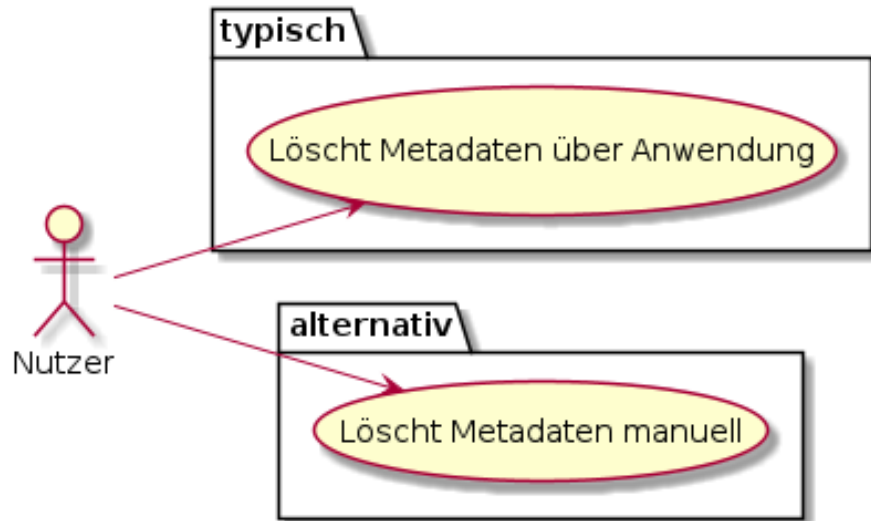 typisch
Löscht Metadaten über Anwendung
Nutzer
alternativ
Löscht Metadaten manuell